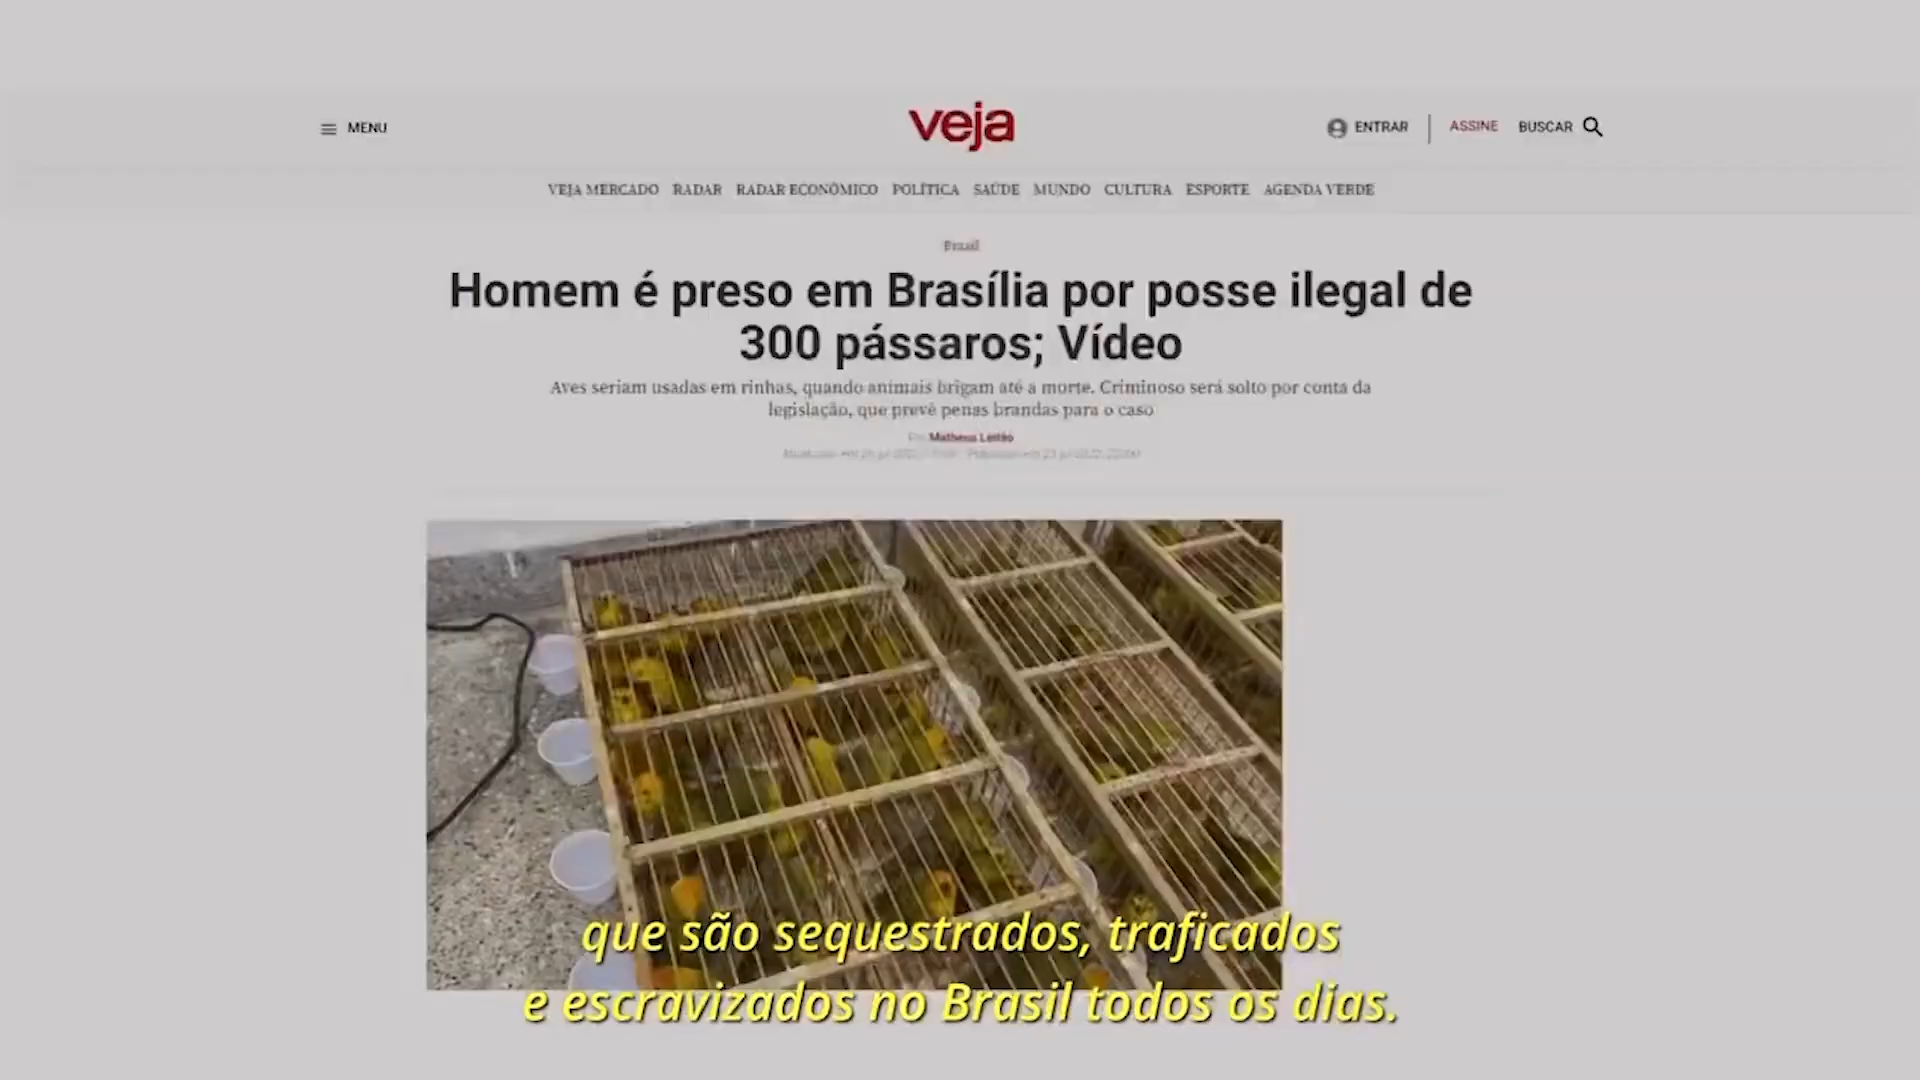 MENU
veja
ENTRAR
ASSINE
BUSCAR
VEJA MERCADO RADAR RADAR ECONÔMICO POLÍTICA SAÚDE MUNDO CULTURA ESPORTE AGENDA VERDE
Brasil
Homem é preso em Brasília por posse ilegal de
300 pássaros; Vídeo
Aves seriam usadas em rinhas, quando animais brigam até a morte. Criminoso será solto por conta da
legislação, que prevê penas brandas para o caso
Por Matheus Leitão
que são sequestrados, traficados
e escravizados no Brasil todos os dias.